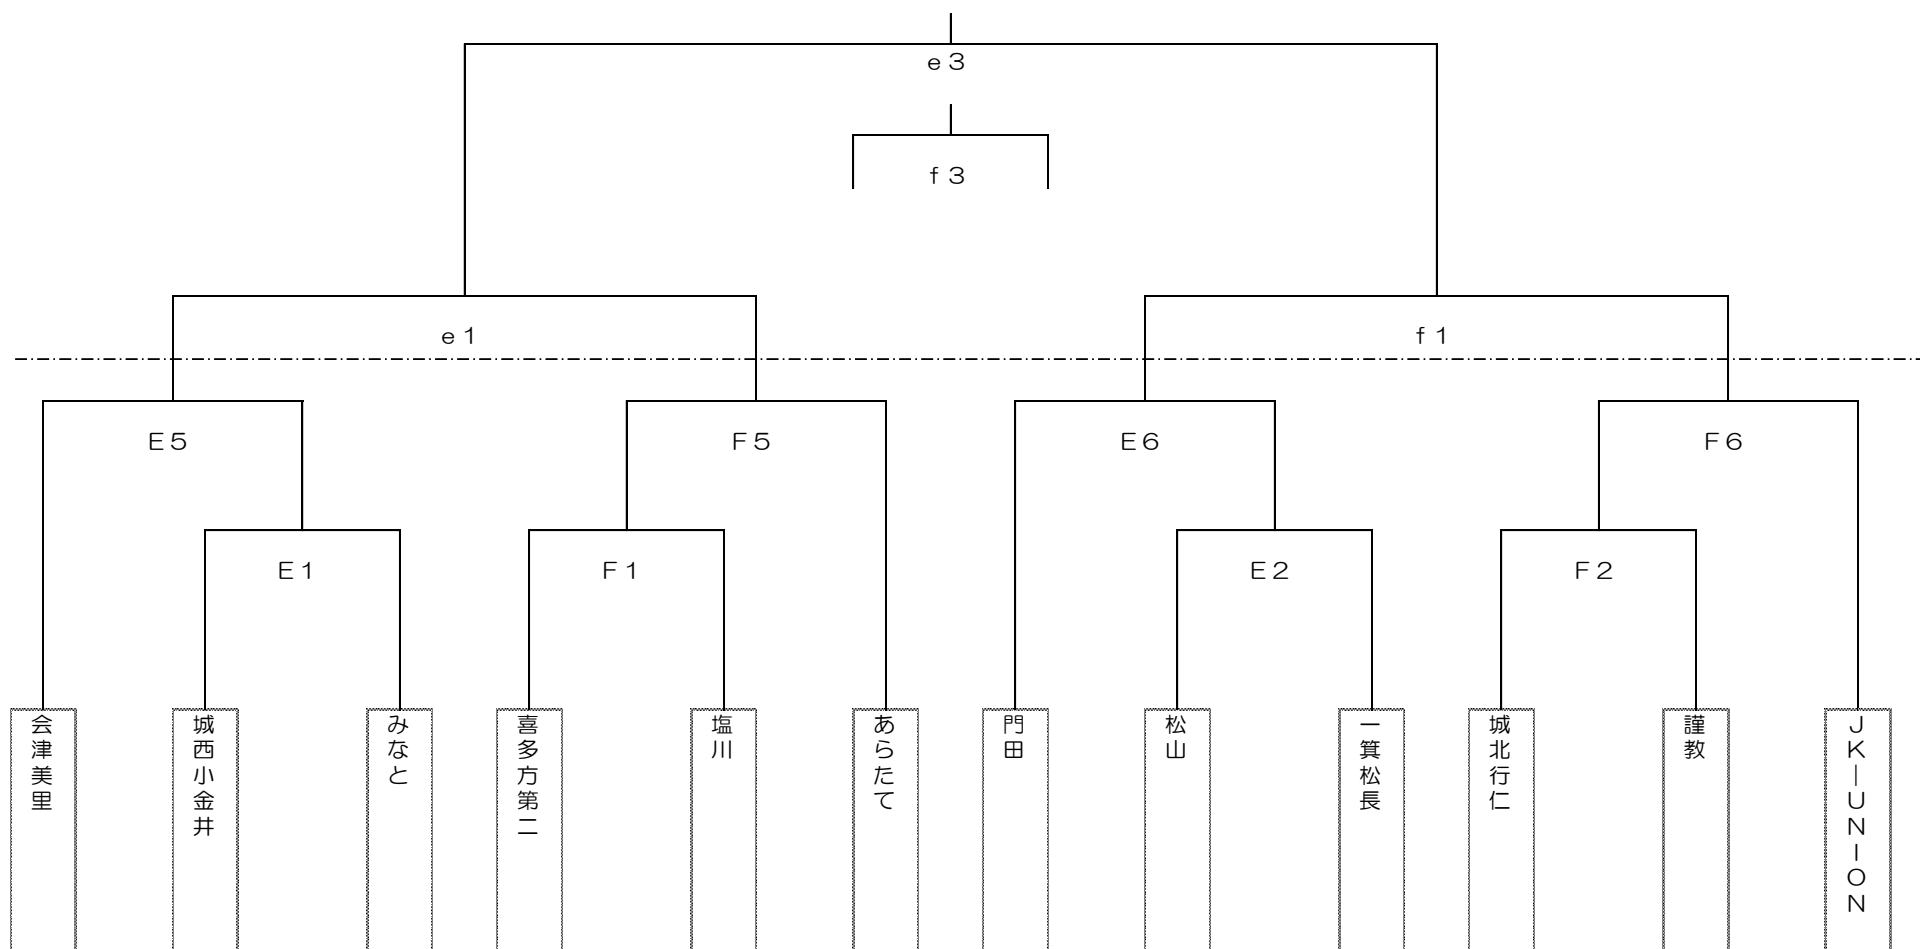 ｅ３
ｆ３
ｅ１
ｆ１
Ｅ５
Ｆ５
Ｅ６
Ｆ６
Ｅ１
Ｆ１
Ｅ２
Ｆ２
会津美里
城西小金井
みなと
喜多方第二
塩川
あらたて
門田
松山
一箕松長
城北行仁
謹教
ＪＫ―ＵＮＩＯＮ